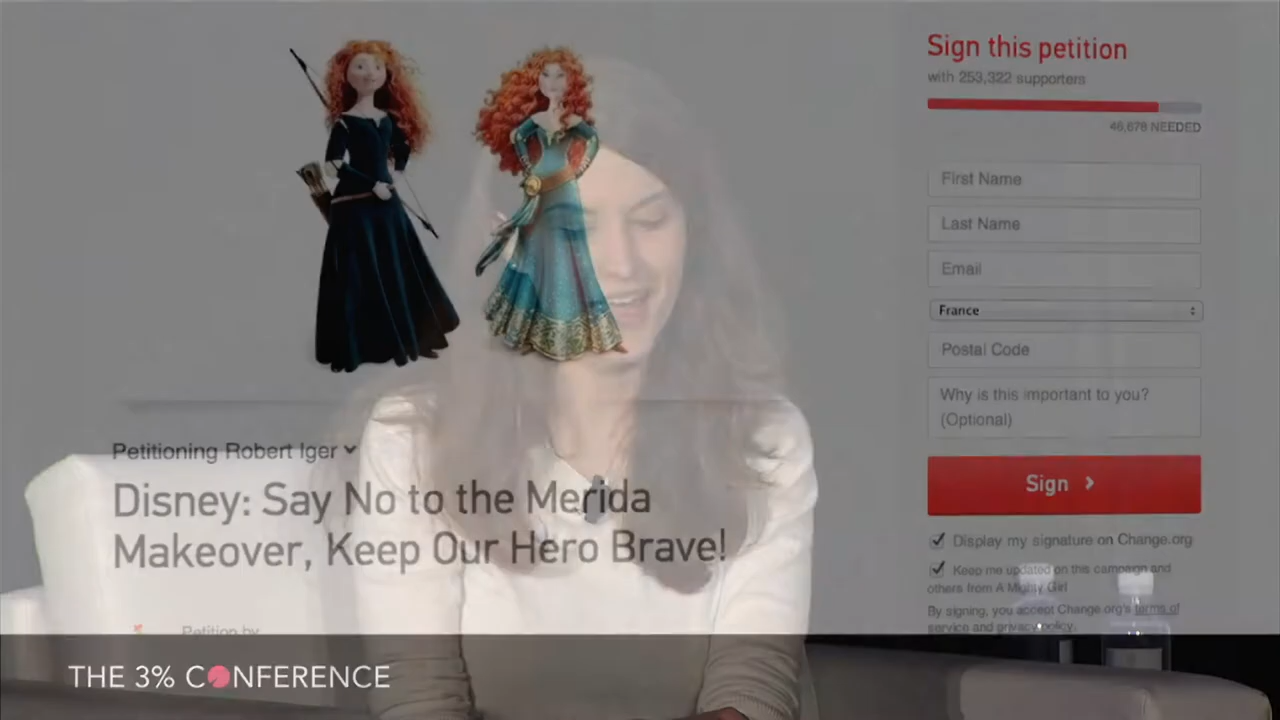 Sign this petition
with 253,322 supporters
46,678 NEEDED
First Name
Last Name
Email
France
Postal Code
Why is this important to you?
(Optional)
Sign
Display my signature on Change.org
Keep me updated on this campaign and
others from A Mighty Girl
By signing, you accept Change.org's terms of
service and privacy policy.
Petitioning Robert Iger
Disney: Say No to the Merida
Makeover, Keep Our Hero Brave!
Petition by
THE 3% CONFERENCE